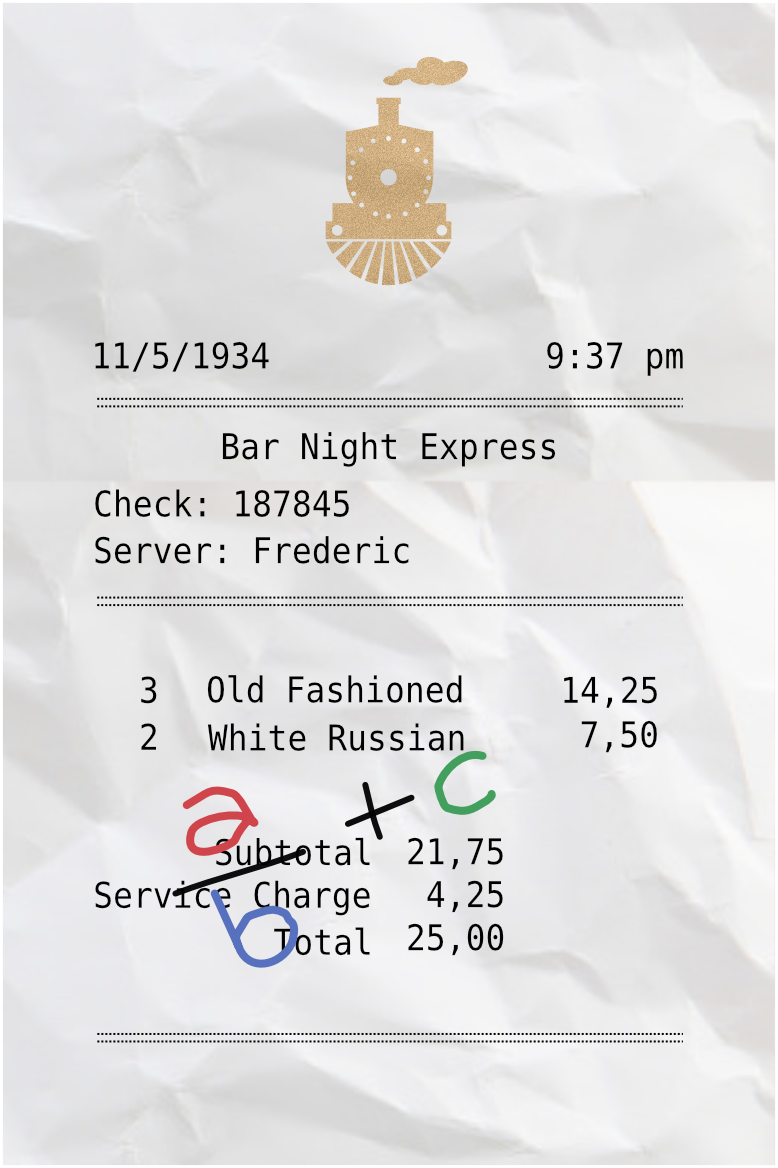 11/5/1934 9:37 pm
Bar Night Express
Check: 187845
Server: Frederic
3 Old Fashioned 14,25
2 White Russian 7,50
a + c
Subtotal 21,75
Service Charge 4,25
b
Total 25,00